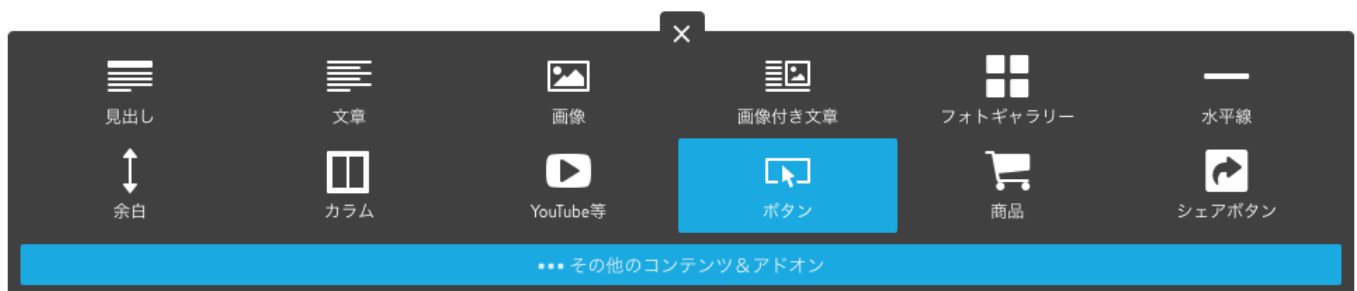 見出し
文章
画像
画像付き文章
フォトギャラリー
水平線
余白
カラム
YouTube等
ボタン
商品
シェアボタン
その他のコンテンツ＆アドオン